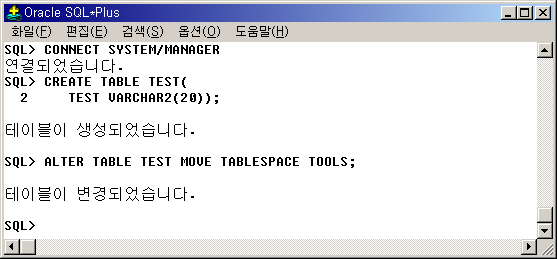 Oracle SQL*Plus
화일(F) 편집(E) 검색(S) 옵션(O) 도움말(H)
SQL> CONNECT SYSTEM/MANAGER
연결되었습니다.
SQL> CREATE TABLE TEST(
2 TEST VARCHAR2(20));
테이블이 생성되었습니다.
SQL> ALTER TABLE TEST MOVE TABLESPACE TOOLS;
테이블이 변경되었습니다.
SQL>